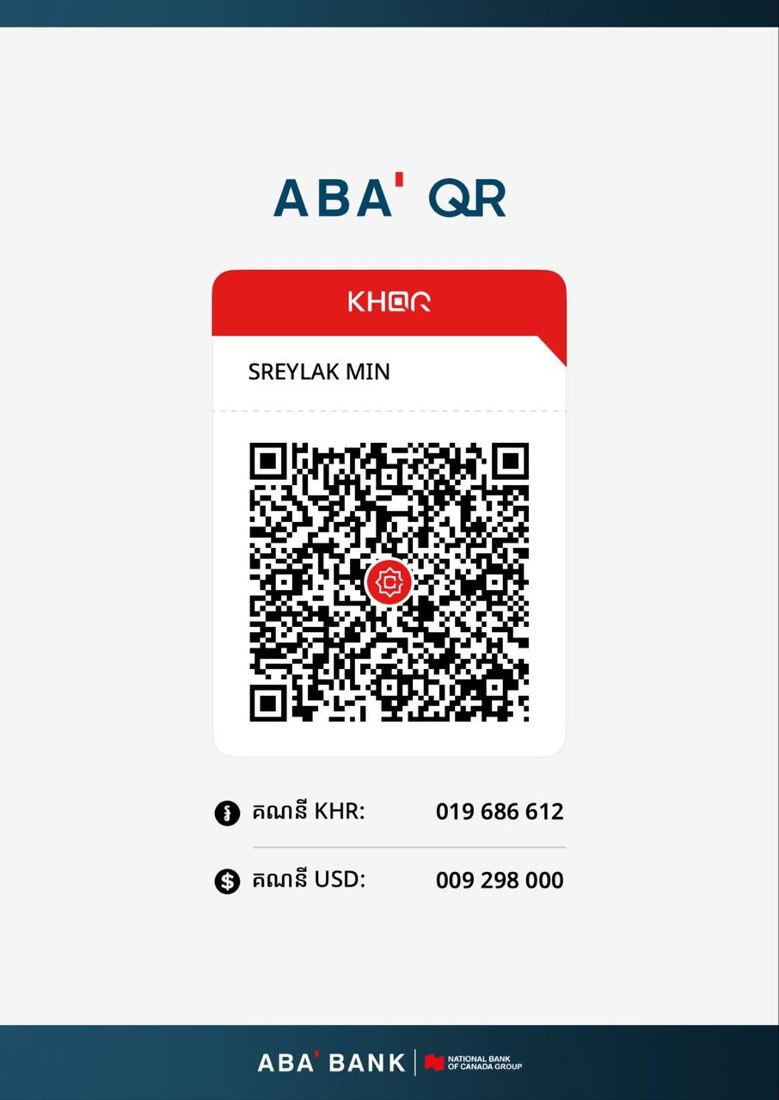 ABA' QR
KHQR
SREYLAK MIN
គណនី KHR: 019 686 612
គណនី USD: 009 298 000
ABA' BANK
NATIONAL BANK
OF CANADA GROUP